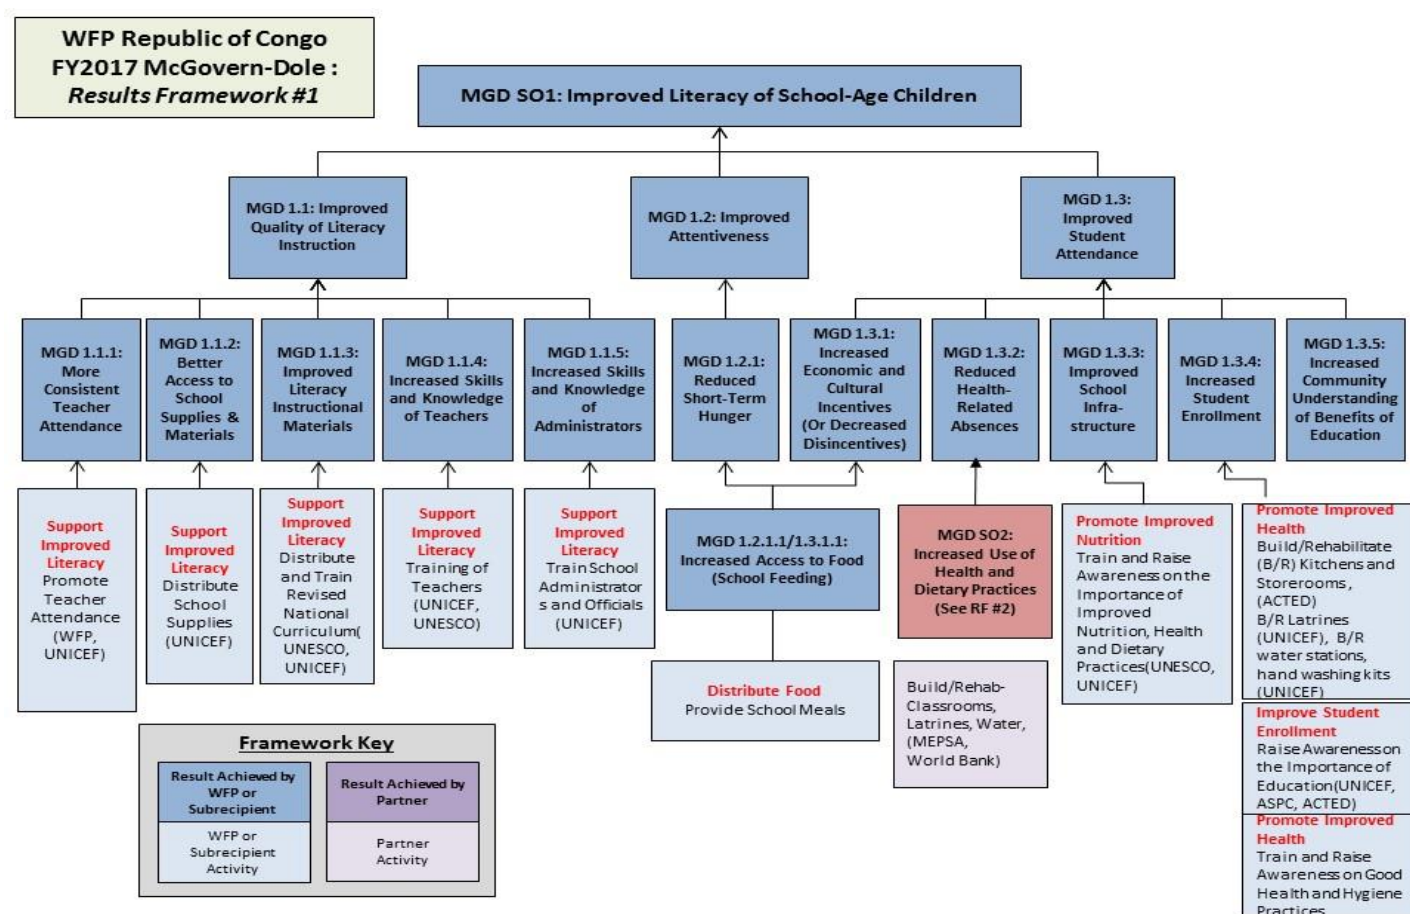 WFP Republic of Congo
FY2017 McGovern-Dole :
Results Framework #1
MGD SO1: Improved Literacy of School-Age Children
MGD 1.1: Improved
Quality of Literacy
Instruction
MGD 1.2: Improved
Attentiveness
MGD 1.3:
Improved
Student
Attendance
MGD 1.1.1:
More
Consistent
Teacher
Attendance
MGD 1.1.2:
Better
Access to
School
Supplies &
Materials
MGD 1.1.3:
Improved
Literacy
Instructional
Materials
MGD 1.1.4:
Increased Skills
and Knowledge
of Teachers
MGD 1.1.5:
Increased Skills
and Knowledge
of
Administrators
MGD 1.2.1:
Reduced
Short-Term
Hunger
MGD 1.3.1:
Increased
Economic and
Cultural
Incentives
(Or Decreased
Disincentives)
MGD 1.3.2:
Reduced
Health-
Related
Absences
MGD 1.3.3:
Improved
School
Infra-
structure
MGD 1.3.4:
Increased
Student
Enrollment
MGD 1.3.5:
Increased
Community
Understanding
of Benefits of
Education
Support
Improved
Literacy
Promote
Teacher
Attendance
(WFP,
UNICEF)
Support
Improved
Literacy
Distribute
School
Supplies
(UNICEF)
Support
Improved
Literacy
Distribute
and Train
Revised
National
Curriculum(
UNESCO,
UNICEF)
Support
Improved
Literacy
Training of
Teachers
(UNICEF,
UNESCO)
Support
Improved
Literacy
Train School
Administrator
s and Officials
(UNICEF)
MGD 1.2.1.1/1.3.1.1:
Increased Access to Food
(School Feeding)
MGD SO2:
Increased Use of
Health and
Dietary Practices
(See RF #2)
Promote Improved
Nutrition
Train and Raise
Awareness on the
Importance of
Improved
Nutrition, Health
and Dietary
Practices(UNESCO,
UNICEF)
Promote Improved
Health
Build/Rehabilitate
(B/R) Kitchens and
Storerooms ,
(ACTED)
B/R Latrines
(UNICEF), B/R
water stations,
hand washing kits
(UNICEF)
Distribute Food
Provide School Meals
Build/Rehab-
Classrooms,
Latrines, Water,
(MEPSA,
World Bank)
Improve Student
Enrollment
Raise Awareness on
the Importance of
Education(UNICEF,
ASPC, ACTED)
Promote Improved
Health
Train and Raise
Awareness on Good
Health and Hygiene
Practices
Framework Key
Result Achieved by
WFP or
Subrecipient
Result Achieved by
Partner
WFP or
Subrecipient
Activity
Partner
Activity